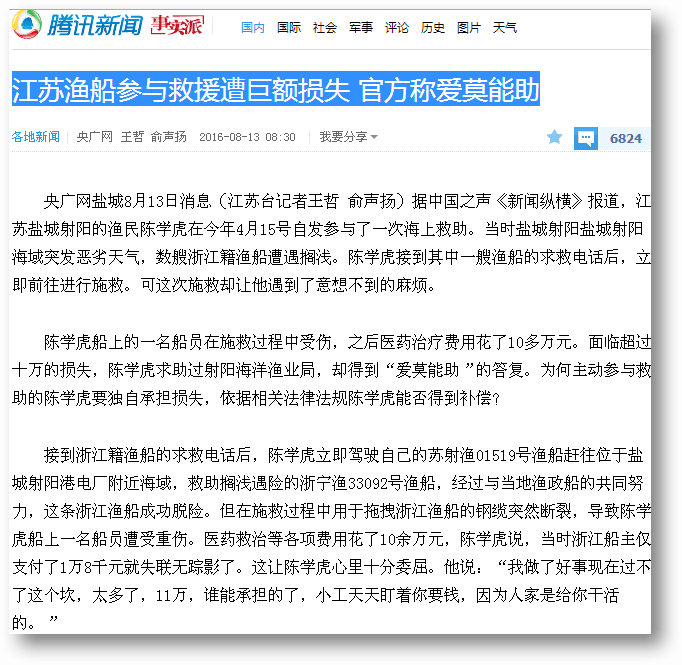 腾讯新闻 事实派 国内 国际 社会 军事 评论 历史 图片 天气
江苏渔船参与救援遭巨额损失 官方称爱莫能助
各地新闻 央广网 王哲 俞声扬 2016-08-13 08:30 我要分享 6824
央广网盐城8月13日消息（江苏台记者王哲 俞声扬）据中国之声《新闻纵横》报道，江
苏盐城射阳的渔民陈学虎在今年4月15号自发参与了一次海上救助。当时盐城射阳盐城射阳
海域突发恶劣天气，数艘浙江籍渔船遭遇搁浅。陈学虎接到其中一艘渔船的求救电话后，立
即前往进行施救。可这次施救却让他遇到了意想不到的麻烦。
陈学虎船上的一名船员在施救过程中受伤，之后医药治疗费用花了10多万元。面临超过
十万的损失，陈学虎求助过射阳海洋渔业局，却得到“爱莫能助 ”的答复。为何主动参与救
助的陈学虎要独自承担损失，依据相关法律法规陈学虎能否得到补偿？
接到浙江籍渔船的求救电话后，陈学虎立即驾驶自己的苏射渔01519号渔船赶往位于盐
城射阳港电厂附近海域，救助搁浅遇险的浙宁渔33092号渔船，经过与当地渔政船的共同努
力，这条浙江渔船成功脱险。但在施救过程中用于拖拽浙江渔船的钢缆突然断裂，导致陈学
虎船上一名船员遭受重伤。医药救治等各项费用花了10余万元，陈学虎说，当时浙江船主仅
支付了1万8千元就失联无踪影了。这让陈学虎心里十分委屈。他说：“我做了好事现在过不
了这个坎，太多了，11万，谁能承担的了，小工天天盯着你要钱，因为人家是给你干活
的。 ”